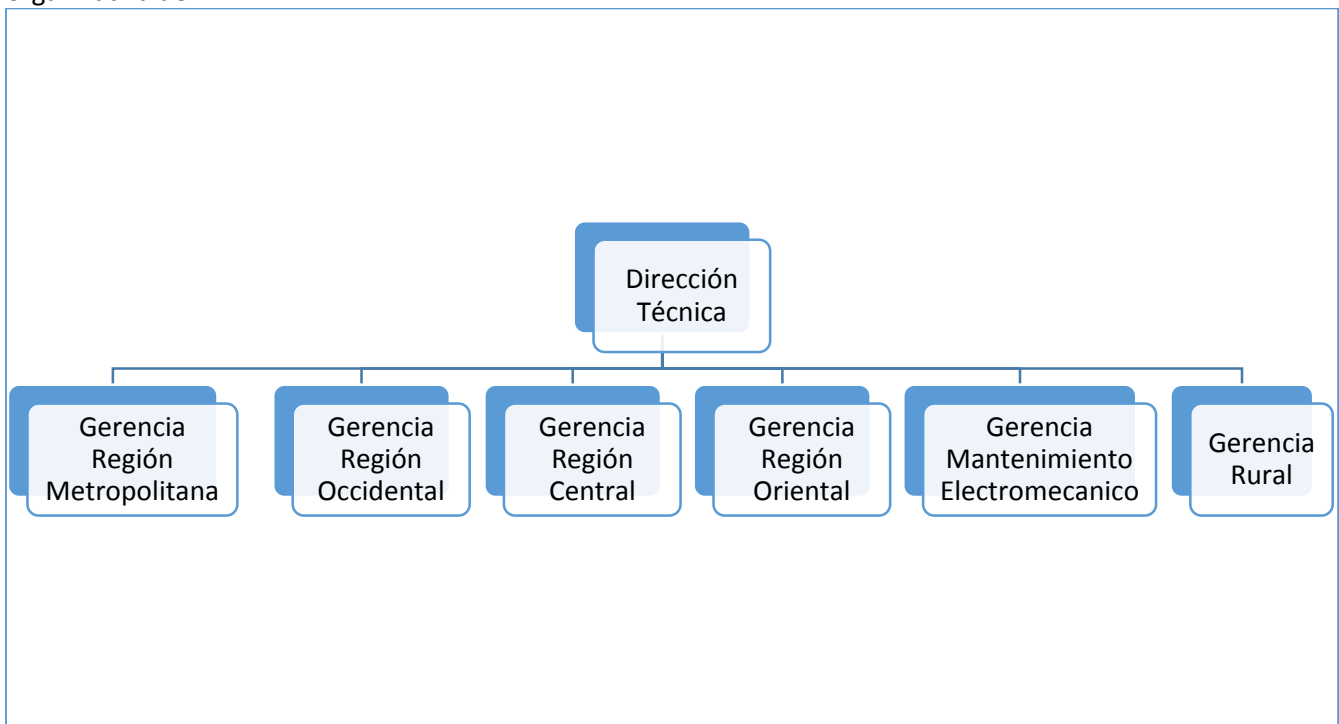 Dirección
Técnica
Gerencia
Región
Metropolitana
Gerencia
Región
Occidental
Gerencia
Región
Central
Gerencia
Región
Oriental
Gerencia
Mantenimiento
Electromecanico
Gerencia
Rural